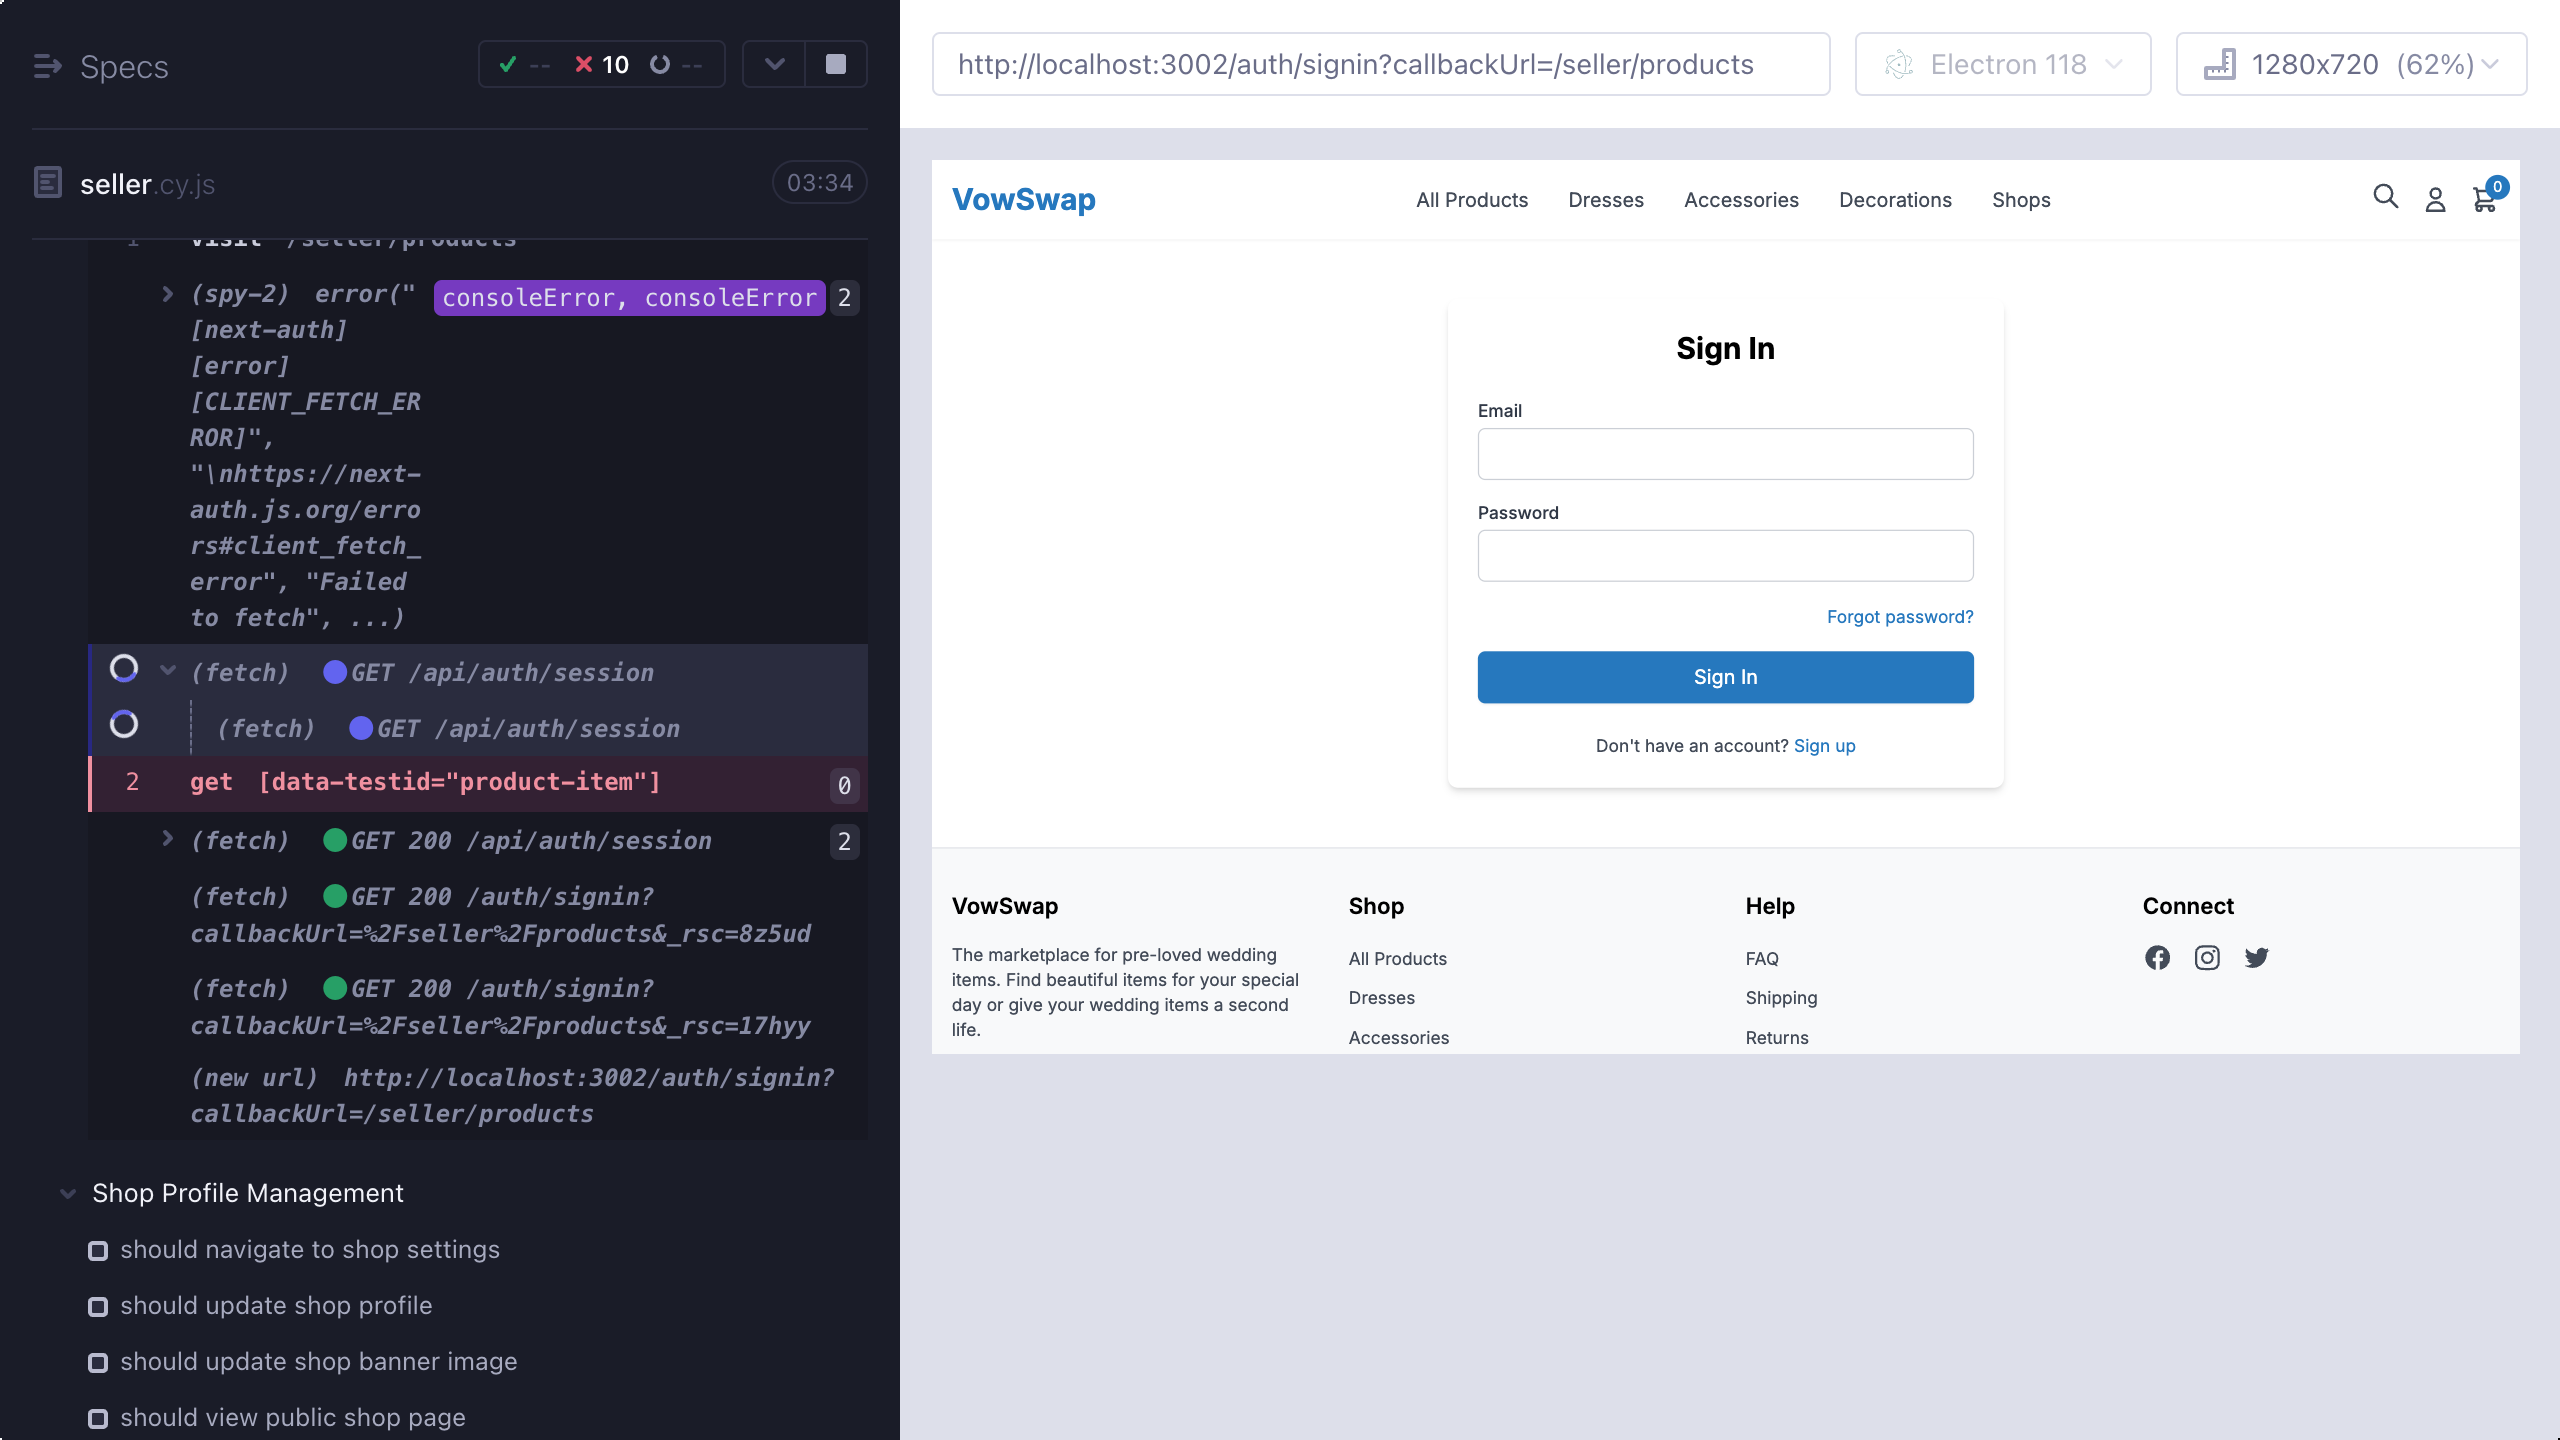 Specs
-- 10 --
seller.cy.js
03:34
1 visit /seller/products
(spy-2) error(" consoleError, consoleError 2
[next-auth]
[error]
[CLIENT_FETCH_ER
ROR]",
"\nhttps://next-
auth.js.org/erro
rs#client_fetch_
error", "Failed
to fetch", ...)
(fetch) GET /api/auth/session
(fetch) GET /api/auth/session
2 get [data-testid="product-item"] 0
(fetch) GET 200 /api/auth/session 2
(fetch) GET 200 /auth/signin?
callbackUrl=%2Fseller%2Fproducts&_rsc=8z5ud
(fetch) GET 200 /auth/signin?
callbackUrl=%2Fseller%2Fproducts&_rsc=17hyy
(new url) http://localhost:3002/auth/signin?
callbackUrl=/seller/products
Shop Profile Management
should navigate to shop settings
should update shop profile
should update shop banner image
should view public shop page
http://localhost:3002/auth/signin?callbackUrl=/seller/products
Electron 118
1280x720 (62%)
VowSwap
All Products Dresses Accessories Decorations Shops
0
Sign In
Email
Password
Forgot password?
Sign In
Don't have an account? Sign up
VowSwap
The marketplace for pre-loved wedding
items. Find beautiful items for your special
day or give your wedding items a second
life.
Shop
All Products
Dresses
Accessories
Help
FAQ
Shipping
Returns
Connect